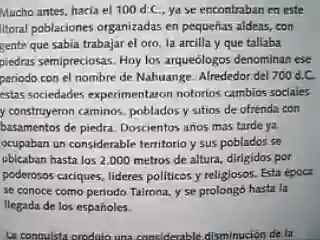 Mucho antes, hacia el 100 d.C., ya se encontraban en este
litoral poblaciones organizadas en pequeñas aldeas, con
gente que sabía trabajar el oro, la arcilla y que tallaba
piedras semipreciosas. Hoy los arqueólogos denominan ese
periodo con el nombre de Nahuange. Alrededor del 700 d.C.
estas sociedades experimentaron notorios cambios sociales
y construyeron caminos, poblados y sitios de ofrenda con
basamentos de piedra. Doscientos años mas tarde ya
ocupaban un considerable territorio y sus poblados se
ubicaban hasta los 2.000 metros de altura, dirigidos por
poderosos caciques, líderes políticos y religiosos. Esta época
se conoce como periodo Tairona, y se prolongó hasta la
llegada de los españoles.
La conquista produjo una considerable disminución de la